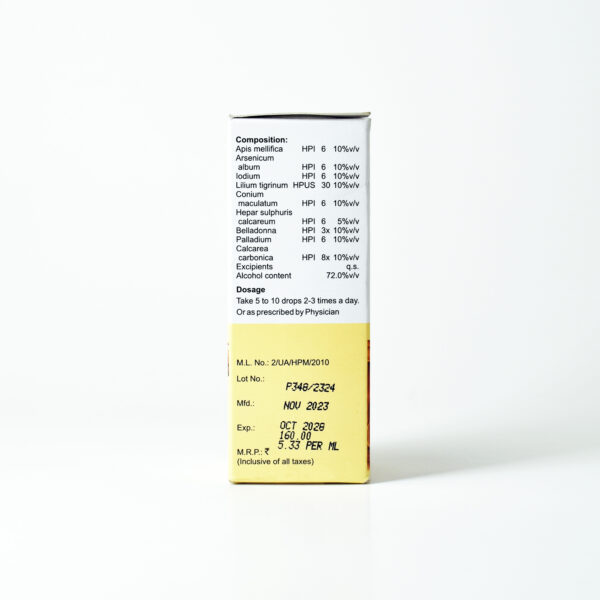 Composition:
Apis mellifica HPI 6 10%v/v
Arsenicum
album HPI 6 10%v/v
Iodium HPI 6 10%v/v
Lilium tigrinum HPUS 30 10%v/v
Conium
maculatum HPI 6 10%v/v
Hepar sulphuris
calcareum HPI 6 5%v/v
Belladonna HPI 3x 10%v/v
Palladium HPI 6 10%v/v
Calcarea
carbonica HPI 8x 10%v/v
Excipients q.s.
Alcohol content 72.0%v/v
Dosage
Take 5 to 10 drops 2-3 times a day.
Or as prescribed by Physician
M.L. No.: 2/UA/HPM/2010
Lot No.: P348/2324
Mfd.: NOV 2023
Exp.: OCT 2028
160.00
M.R.P.: ₹ 5.33 PER ML
(Inclusive of all taxes)